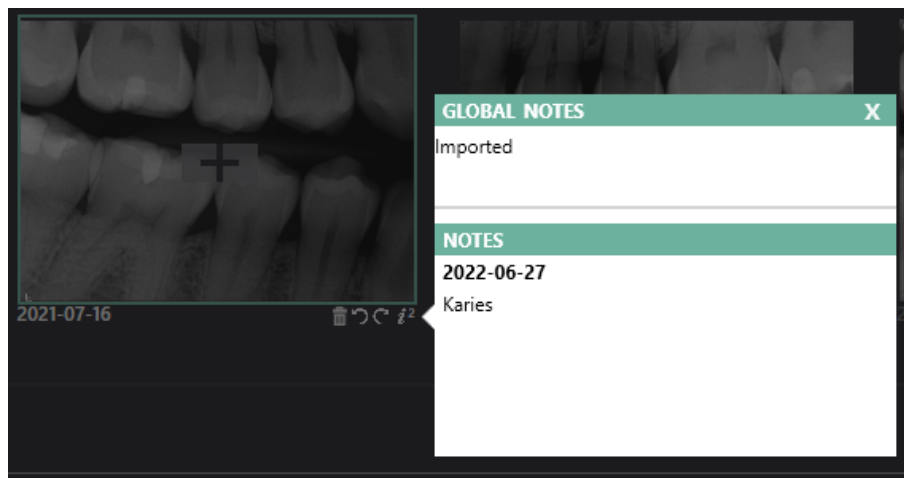 2021-07-16
i2
GLOBAL NOTES X
Imported
NOTES
2022-06-27
Karies